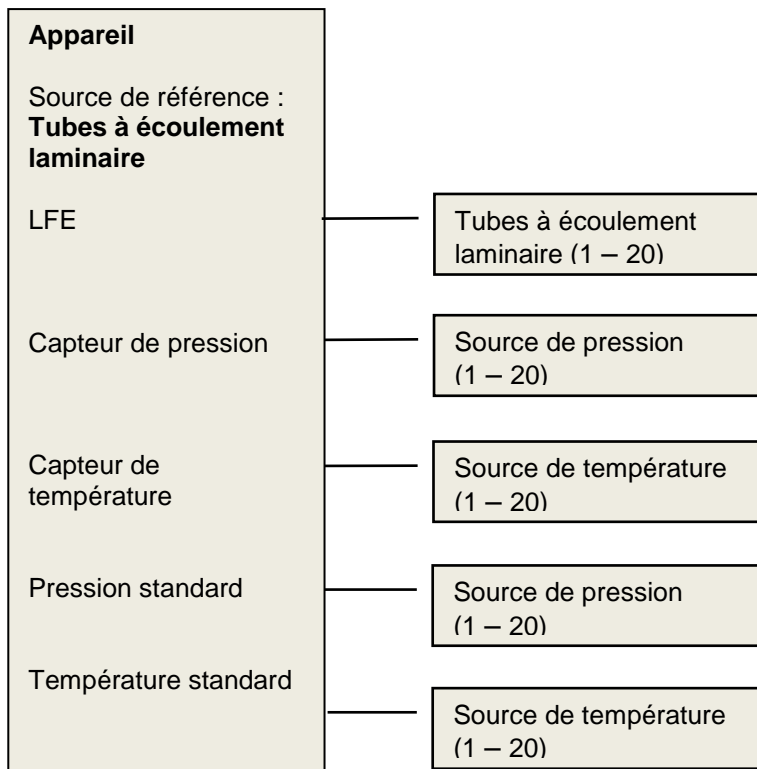 Appareil
Source de référence :
Tubes à écoulement
laminaire
LFE
Tubes à écoulement
laminaire (1 – 20)
Capteur de pression
Source de pression
(1 – 20)
Capteur de
température
Source de température
(1 – 20)
Pression standard
Source de pression
(1 – 20)
Température standard
Source de température
(1 – 20)